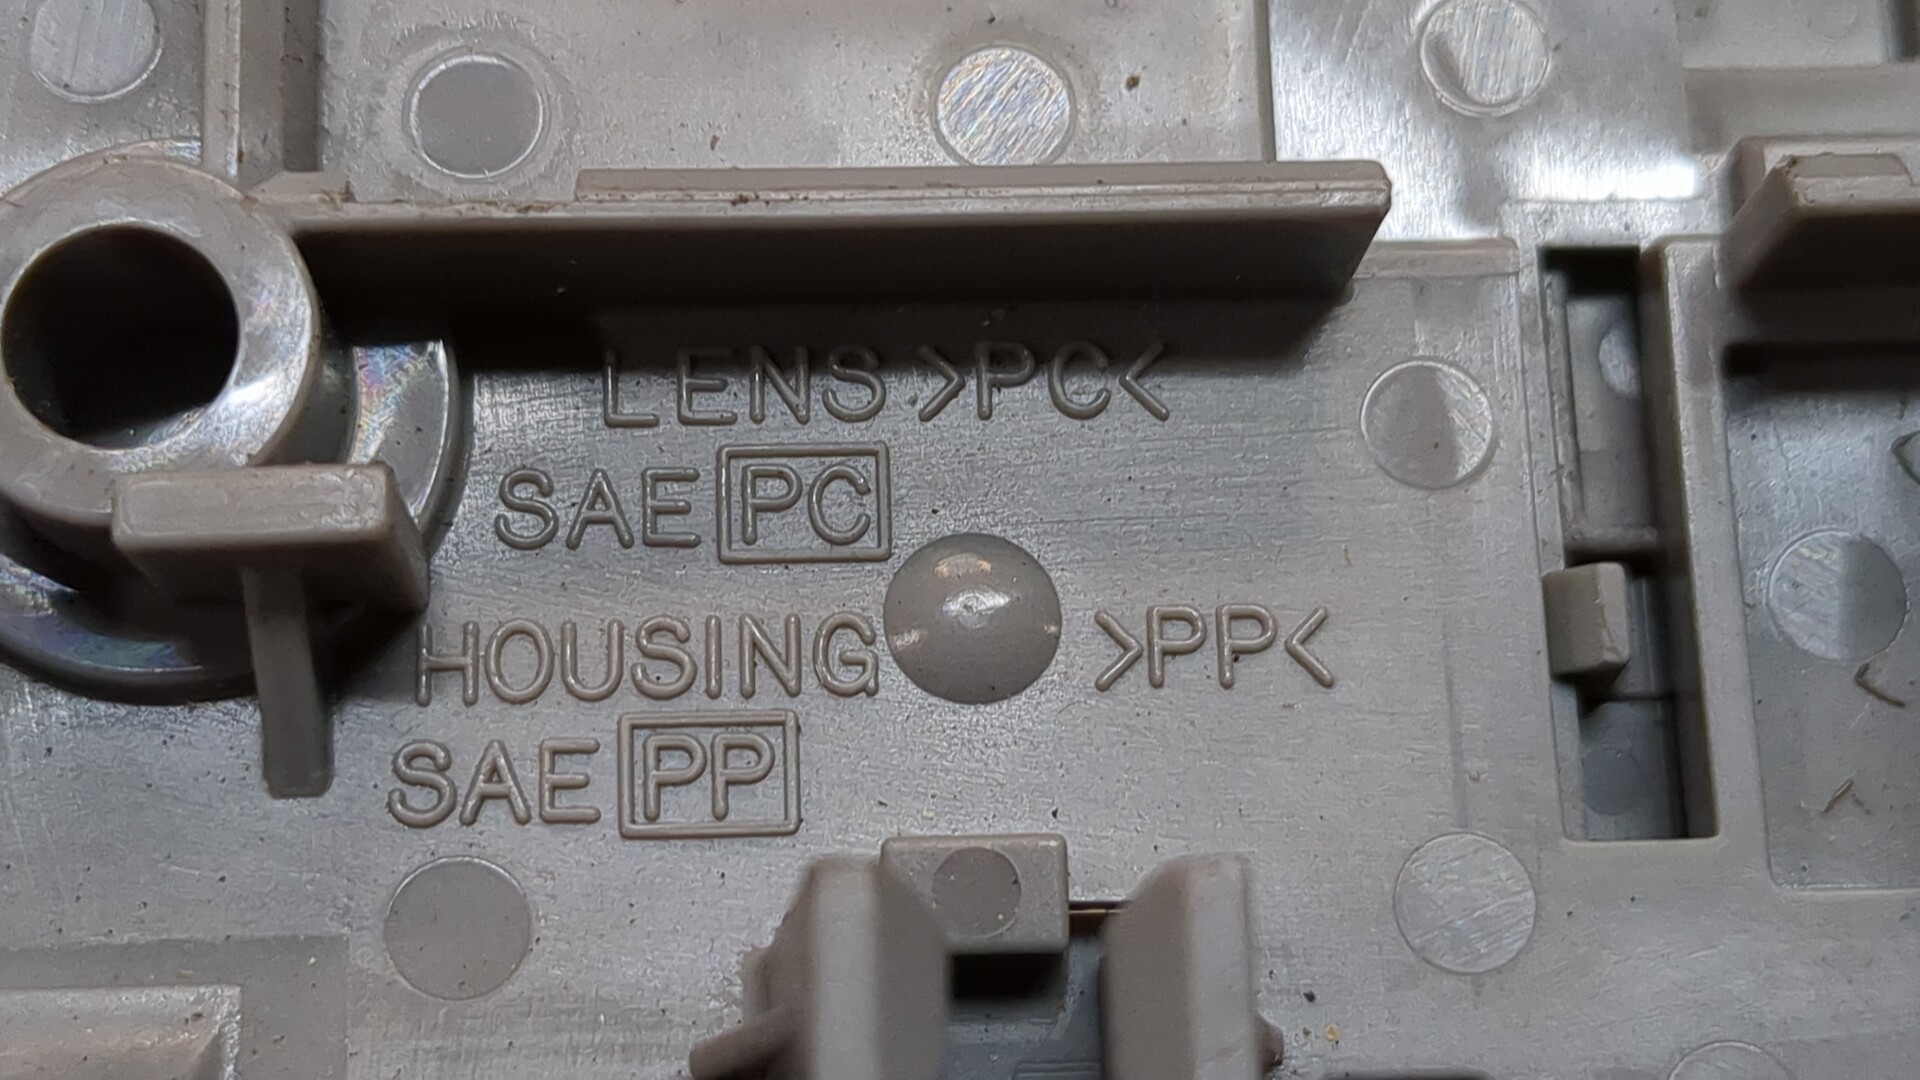 LENS >PC<
SAE PC
HOUSING >PP<
SAE PP